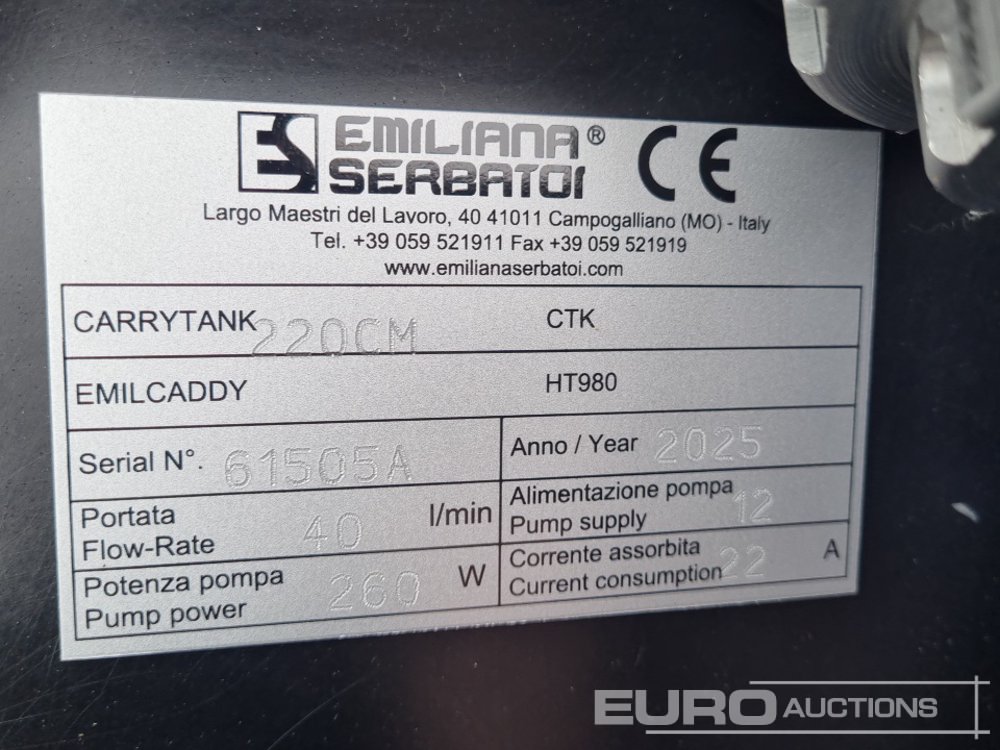 ES EMILIANA® SERBATOI CE
Largo Maestri del Lavoro, 40 41011 Campogalliano (MO) - Italy
Tel. +39 059 521911 Fax +39 059 521919
www.emilianaserbatoi.com
CARRYTANK 220CM CTK
EMILCADDY HT980
Serial N°. 61505A Anno / Year 2025
Portata
Flow-Rate 40 l/min
Alimentazione pompa
Pump supply 12
Potenza pompa
Pump power 260 W
Corrente assorbita
Current consumption 22 A
EURO AUCTIONS